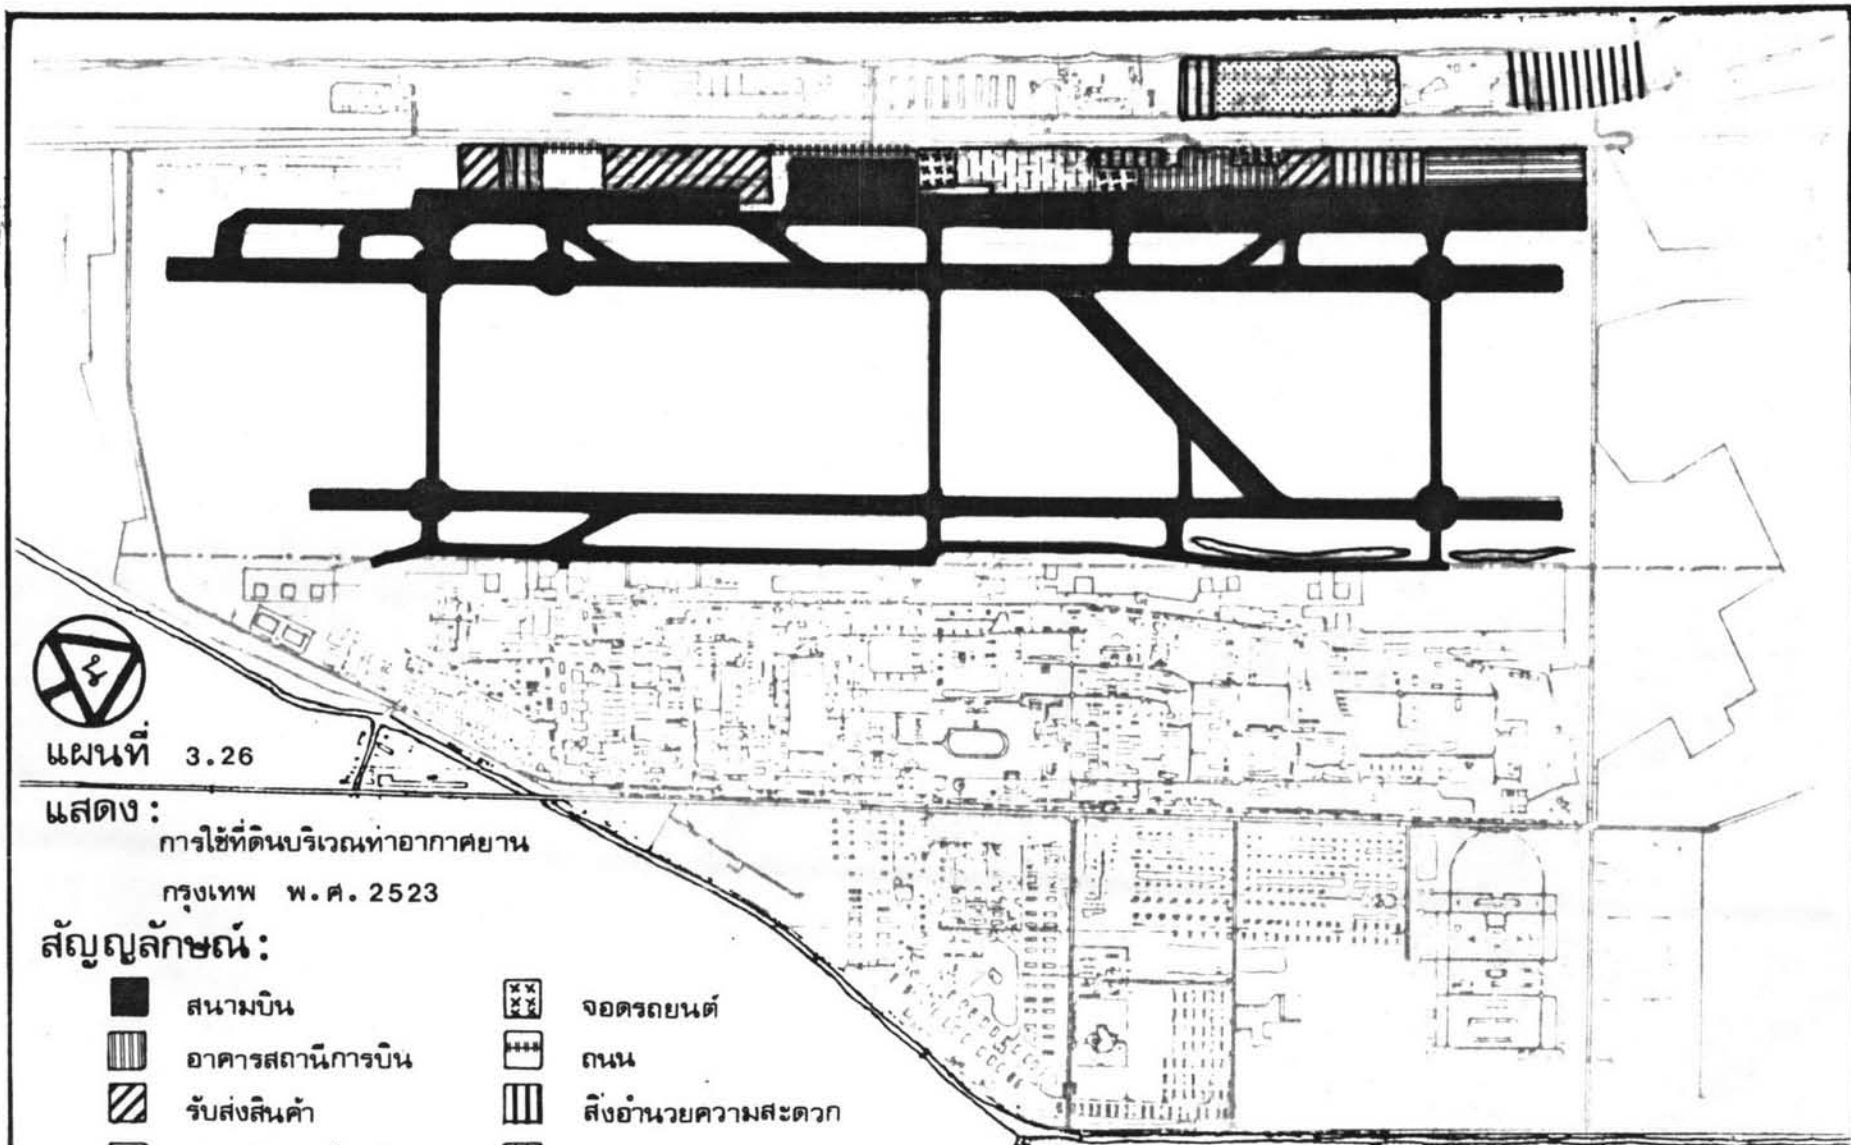 น
แผนที่ 3.26
แสดง :
การใช้ที่ดินบริเวณท่าอากาศยาน
กรุงเทพ พ.ศ. 2523
สัญญลักษณ์ :
สนามบิน
อาคารสถานีการบิน
รับส่งสินค้า
จอดรถยนต์
ถนน
สิ่งอำนวยความสะดวก